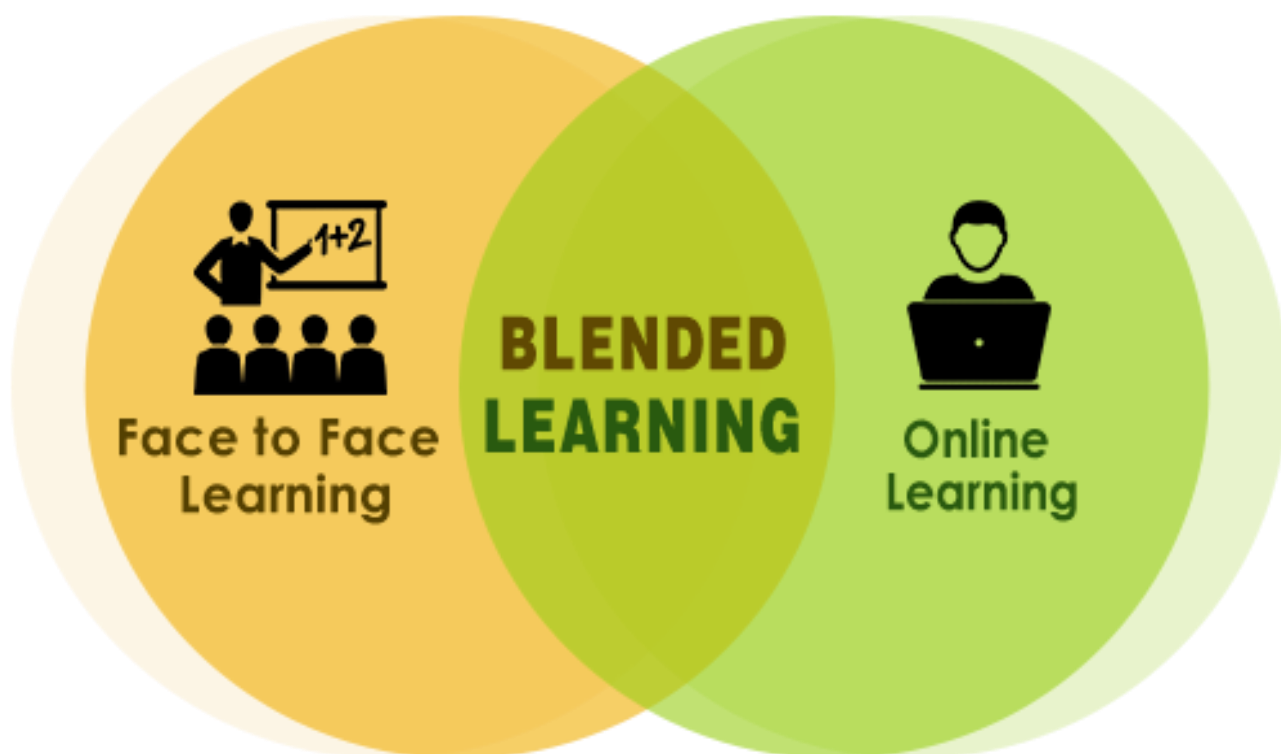 1+2
Face to Face
Learning
BLENDED
LEARNING
Online
Learning